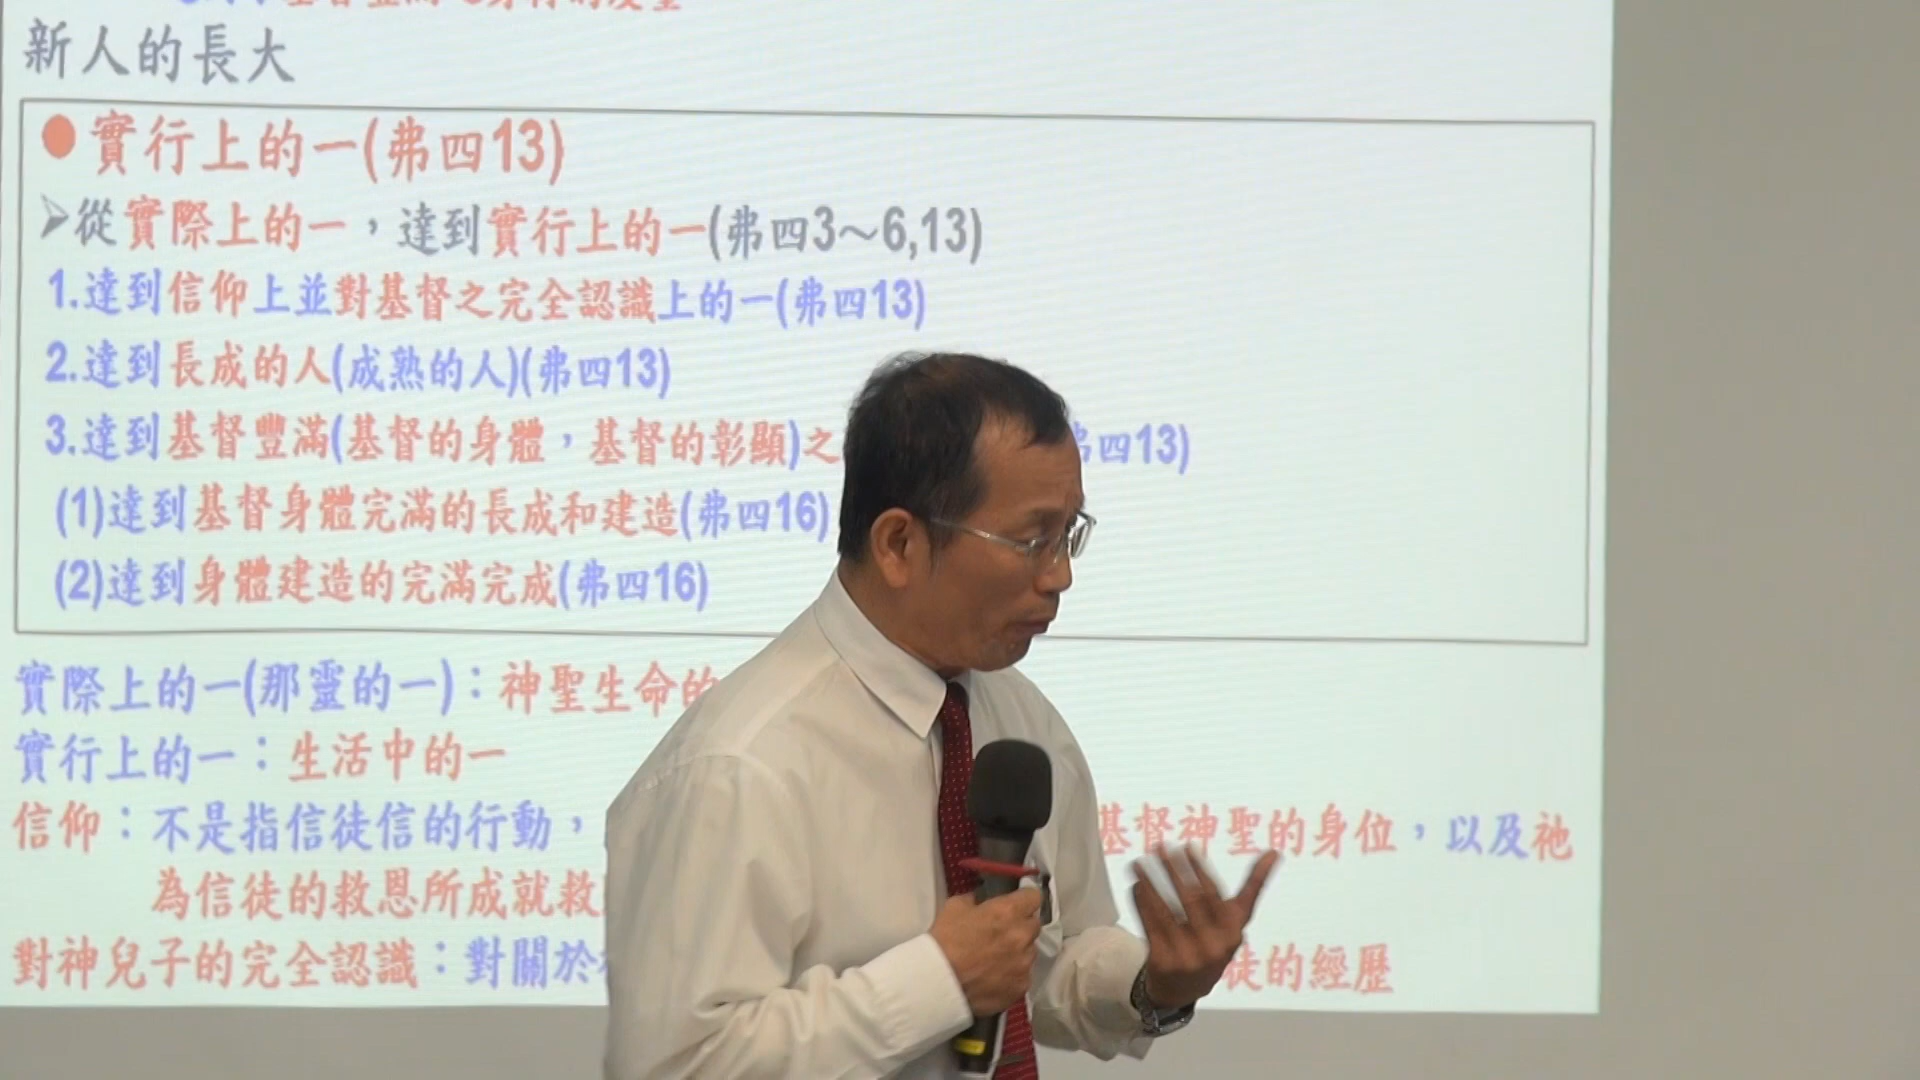 新人的長大
●實行上的一(弗四13)
➢從實際上的一，達到實行上的一(弗四3～6,13)
1.達到信仰上並對基督之完全認識上的一(弗四13)
2.達到長成的人(成熟的人)(弗四13)
3.達到基督豐滿(基督的身體，基督的彰顯)之 弗四13)
(1)達到基督身體完滿的長成和建造(弗四16)
(2)達到身體建造的完滿完成(弗四16)
實際上的一(那靈的一)：神聖生命的
實行上的一：生活中的一
信仰：不是指信徒信的行動， 基督神聖的身位，以及祂
為信徒的救恩所成就救
對神兒子的完全認識：對關於 徒的經歷